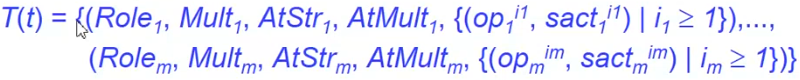 T(t) = {(Role₁, Mult₁, AtStr₁, AtMult₁, {(op₁ⁱ¹, sact₁ⁱ¹) | i₁ ≥ 1}),...,
(Roleₘ, Multₘ, AtStrₘ, AtMultₘ, {(opₘⁱᵐ, sactₘⁱᵐ) | iₘ ≥ 1})}